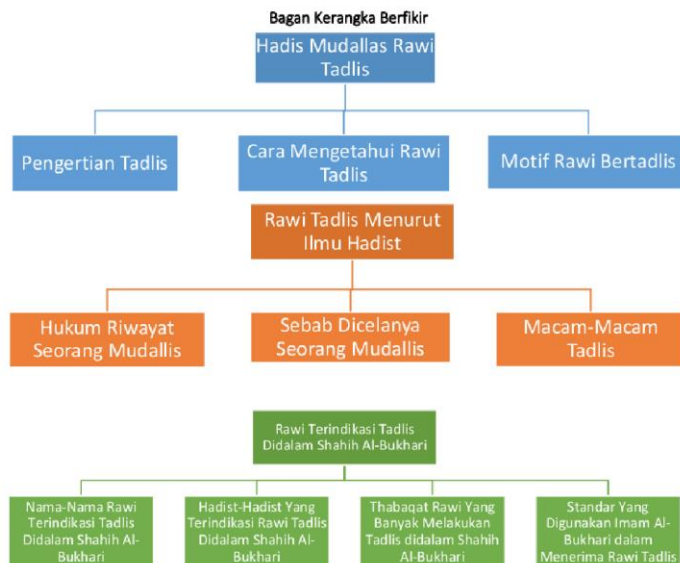 Bagan Kerangka Berfikir
Hadis Mudallas Rawi
Tadlis
Pengertian Tadlis
Cara Mengetahui Rawi
Tadlis
Motif Rawi Bertadlis
Rawi Tadlis Menurut
Ilmu Hadist
Hukum Riwayat
Seorang Mudallis
Sebab Dicelanya
Seorang Mudallis
Macam-Macam
Tadlis
Rawi Terindikasi Tadlis
Didalam Shahih Al-Bukhari
Nama-Nama Rawi
Terindikasi Tadlis
Didalam Shahih Al-
Bukhari
Hadist-Hadist Yang
Terindikasi Rawi Tadlis
Didalam Shahih Al-
Bukhari
Thabaqat Rawi Yang
Banyak Melakukan
Tadlis didalam Shahih
Al-Bukhari
Standar Yang
Digunakan Imam Al-
Bukhari dalam
Menerima Rawi Tadlis